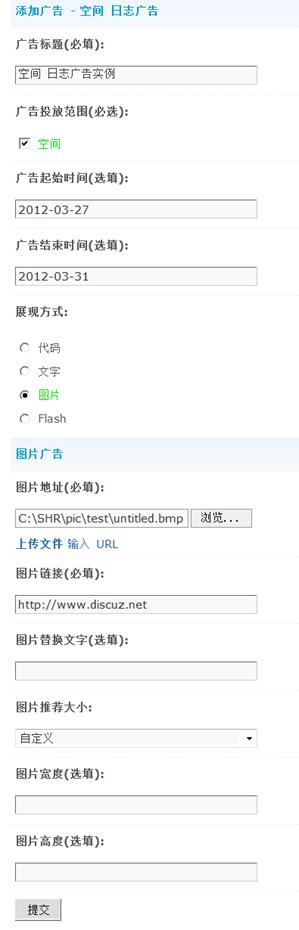 添加广告 - 空间 日志广告
广告标题(必填):
空间 日志广告实例
广告投放范围(必选):
空间
广告起始时间(选填):
2012-03-27
广告结束时间(选填):
2012-03-31
展现方式:
代码
文字
图片
Flash
图片广告
图片地址(必填):
C:\SHR\pic\test\untitled.bmp 浏览...
上传文件 输入 URL
图片链接(必填):
http://www.discuz.net
图片替换文字(选填):
图片推荐大小:
自定义
图片宽度(选填):
图片高度(选填):
提交